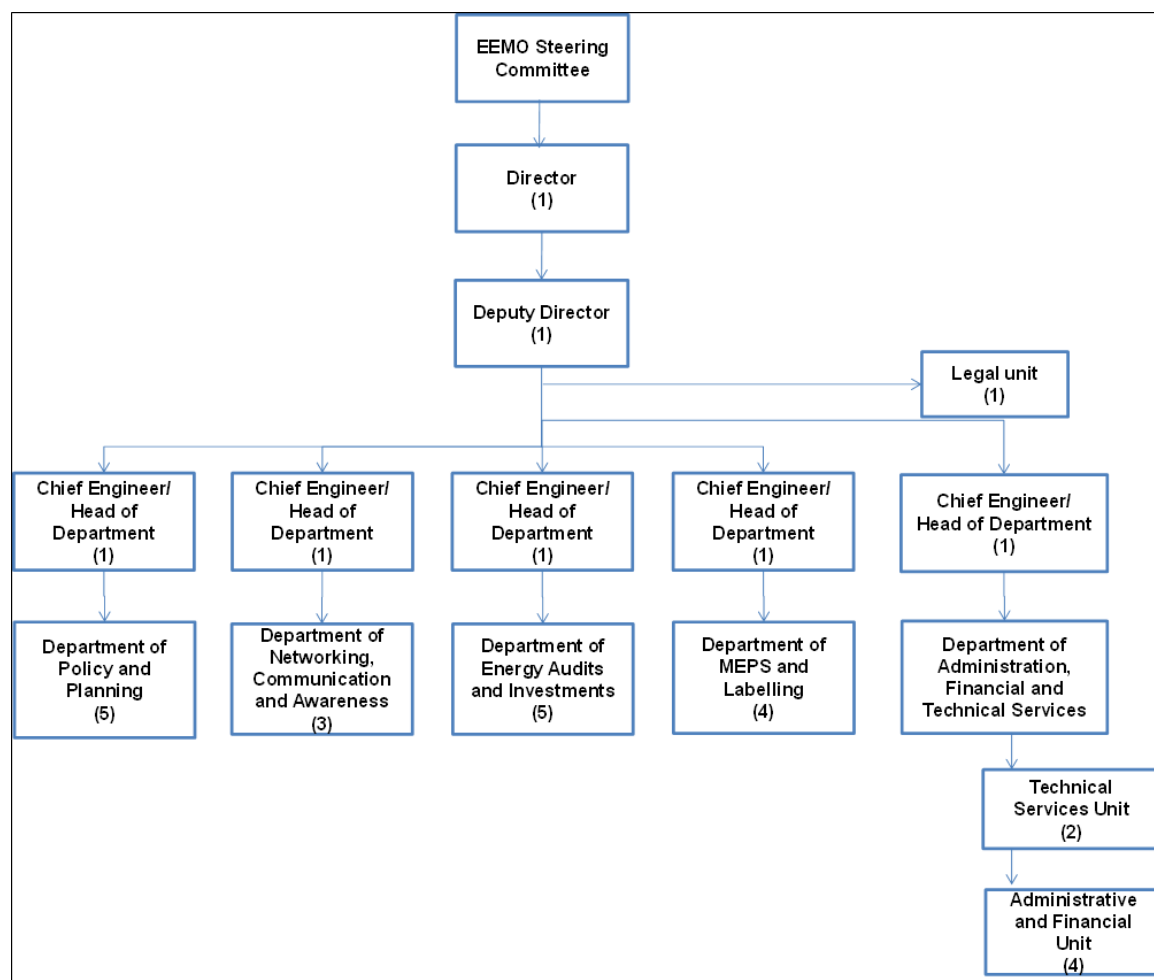 EEMO Steering
Committee
Director
(1)
Deputy Director
(1)
Legal unit
(1)
Chief Engineer/
Head of
Department
(1)
Chief Engineer/
Head of
Department
(1)
Chief Engineer/
Head of
Department
(1)
Chief Engineer/
Head of
Department
(1)
Chief Engineer/
Head of Department
(1)
Department of
Policy and
Planning
(5)
Department of
Networking,
Communication
and Awareness
(3)
Department of
Energy Audits
and Investments
(5)
Department of
MEPS and
Labelling
(4)
Department of
Administration,
Financial and
Technical Services
Technical
Services Unit
(2)
Administrative
and Financial
Unit
(4)